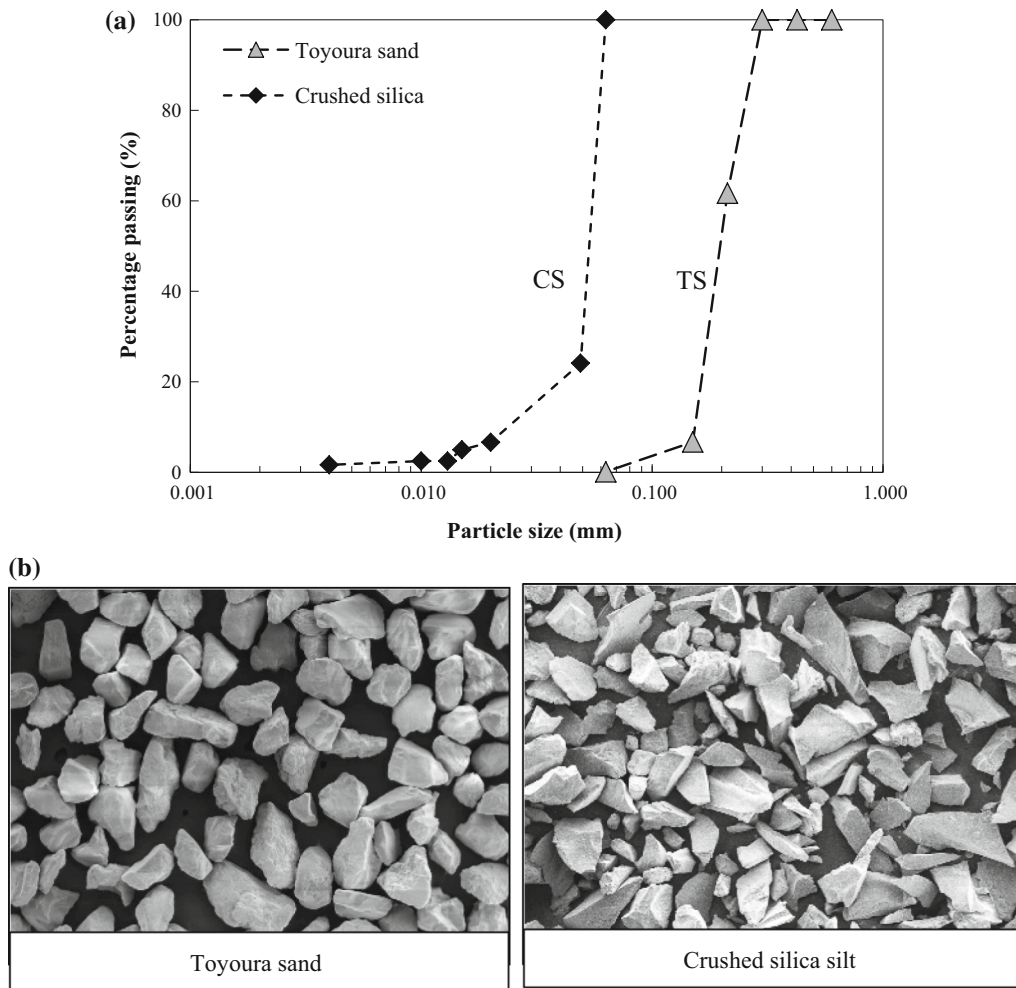 (a)
100
80
60
40
20
0
Percentage passing (%)
Toyoura sand
Crushed silica
CS
TS
0.001
0.010
0.100
1.000
Particle size (mm)
(b)
Toyoura sand
Crushed silica silt